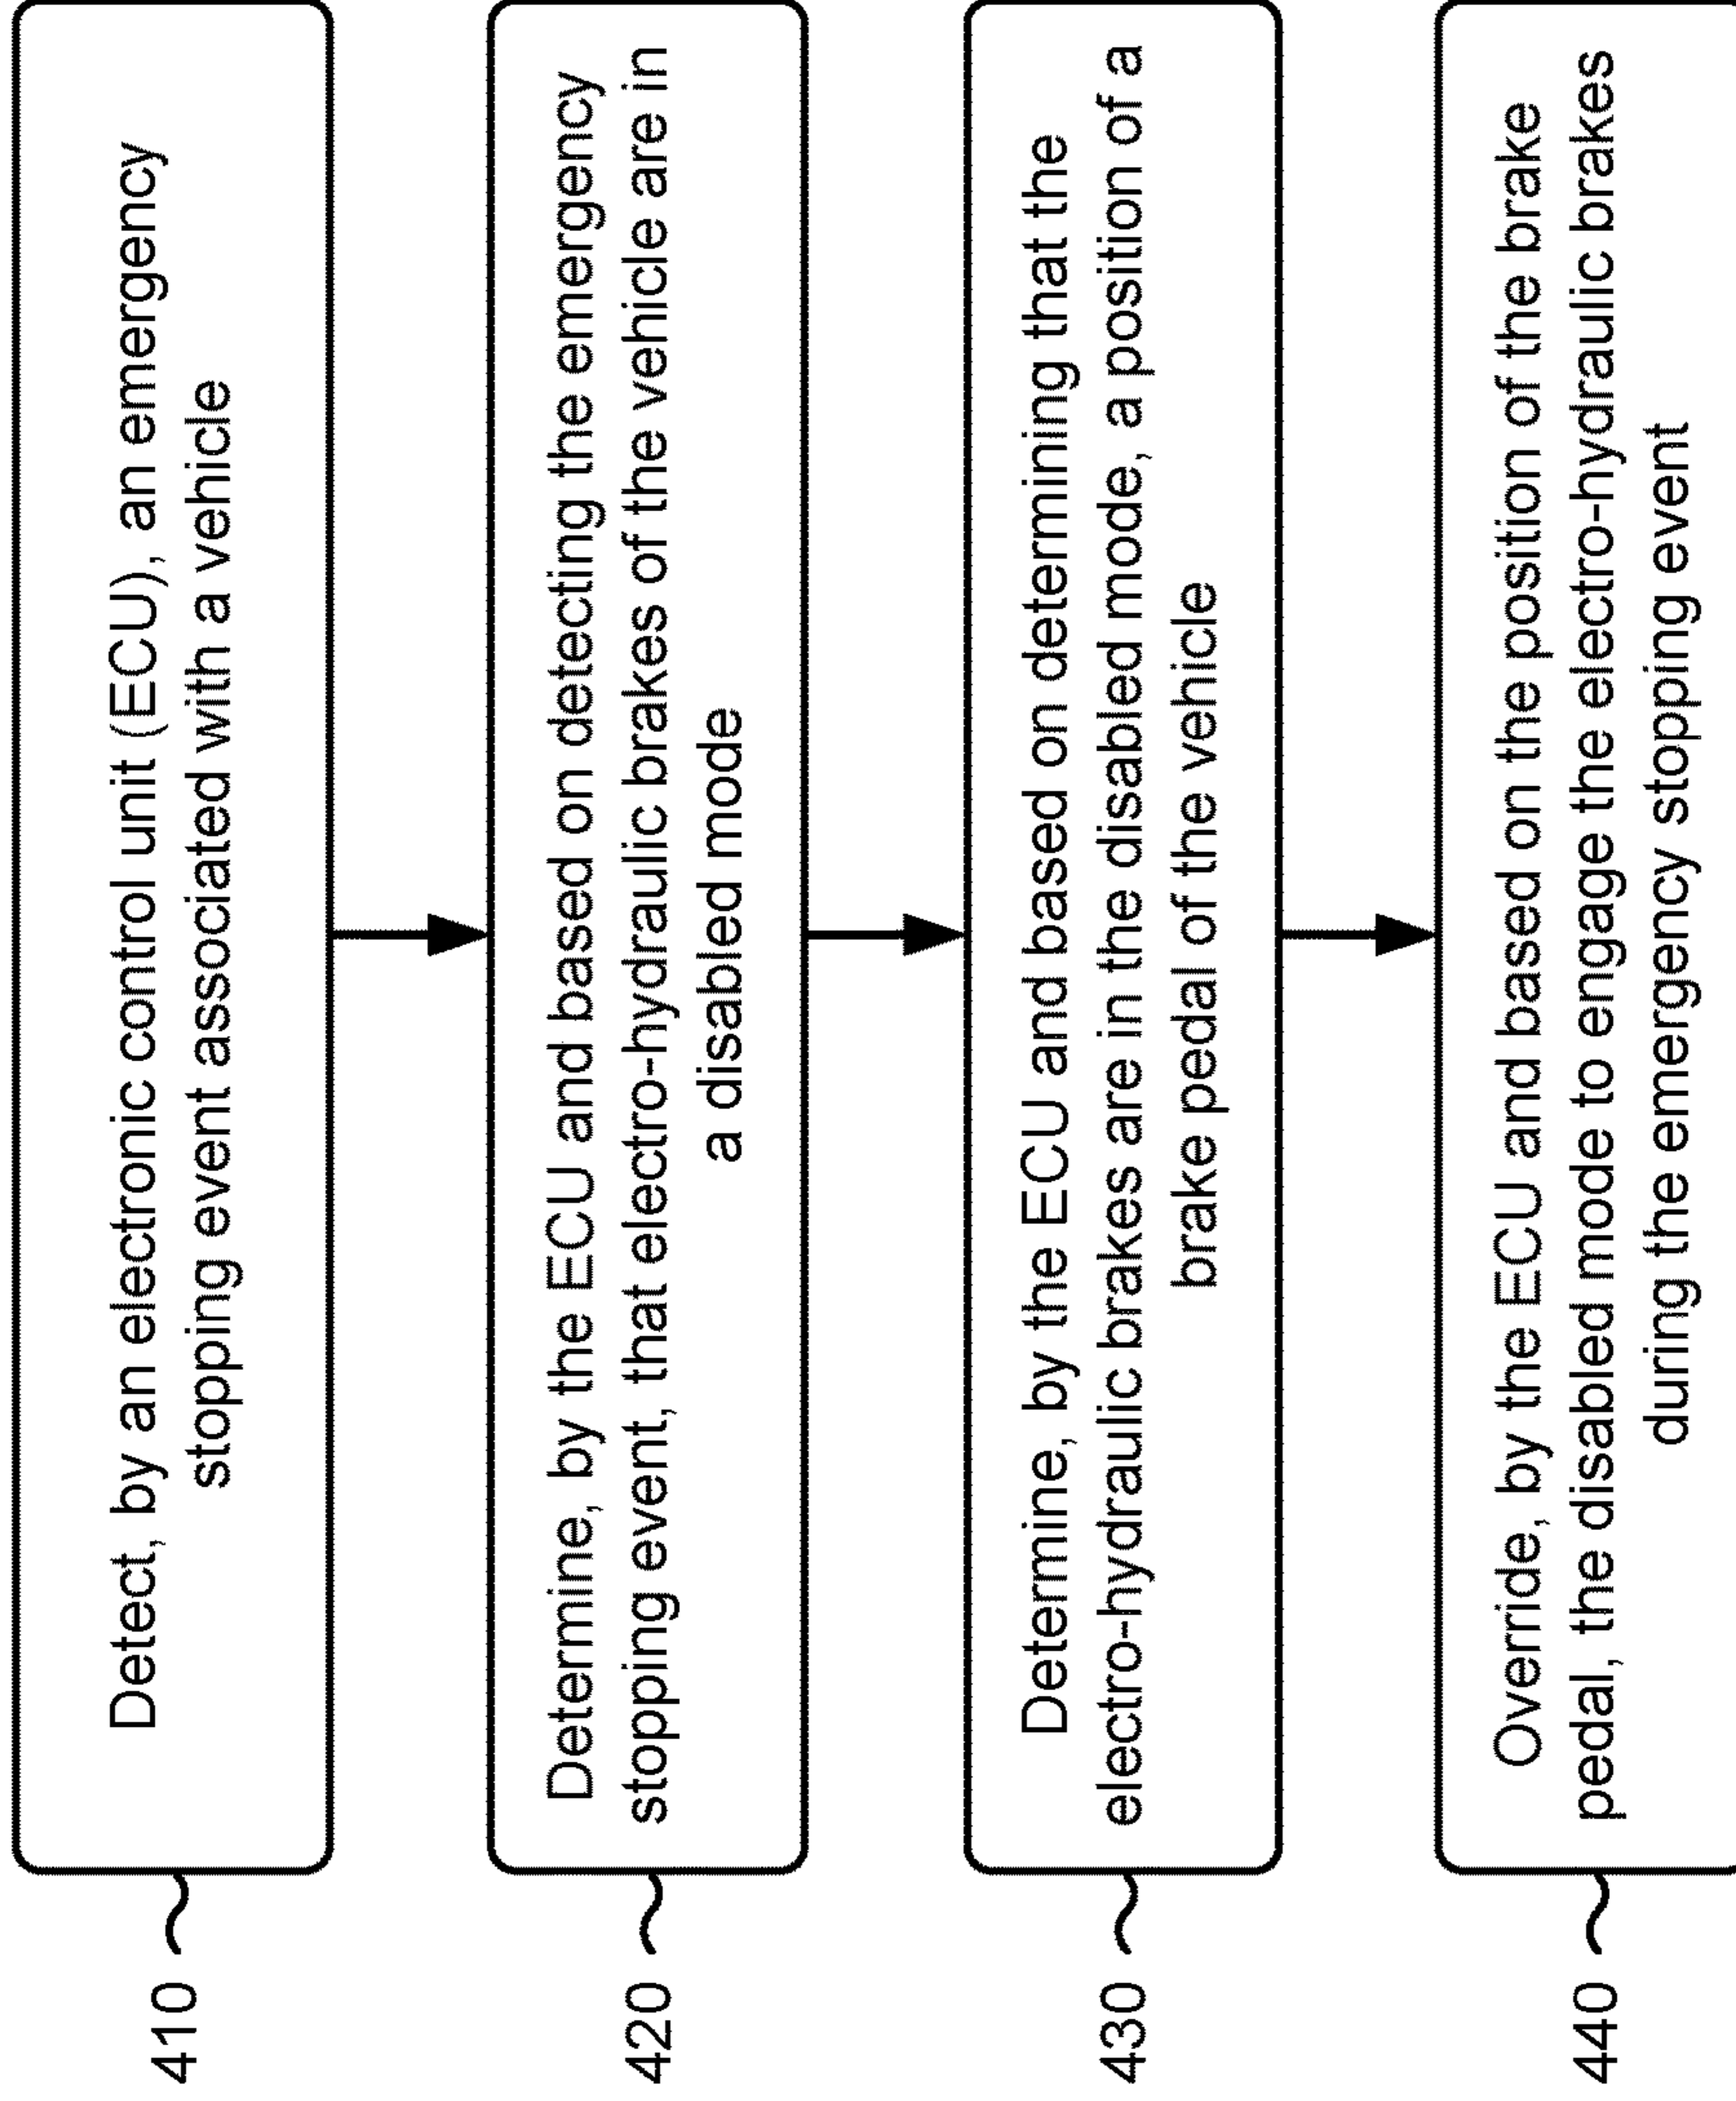 410
Detect, by an electronic control unit (ECU), an emergency
stopping event associated with a vehicle
420
Determine, by the ECU and based on detecting the emergency
stopping event, that electro-hydraulic brakes of the vehicle are in
a disabled mode
430
Determine, by the ECU and based on determining that the
electro-hydraulic brakes are in the disabled mode, a position of a
brake pedal of the vehicle
440
Override, by the ECU and based on the position of the brake
pedal, the disabled mode to engage the electro-hydraulic brakes
during the emergency stopping event